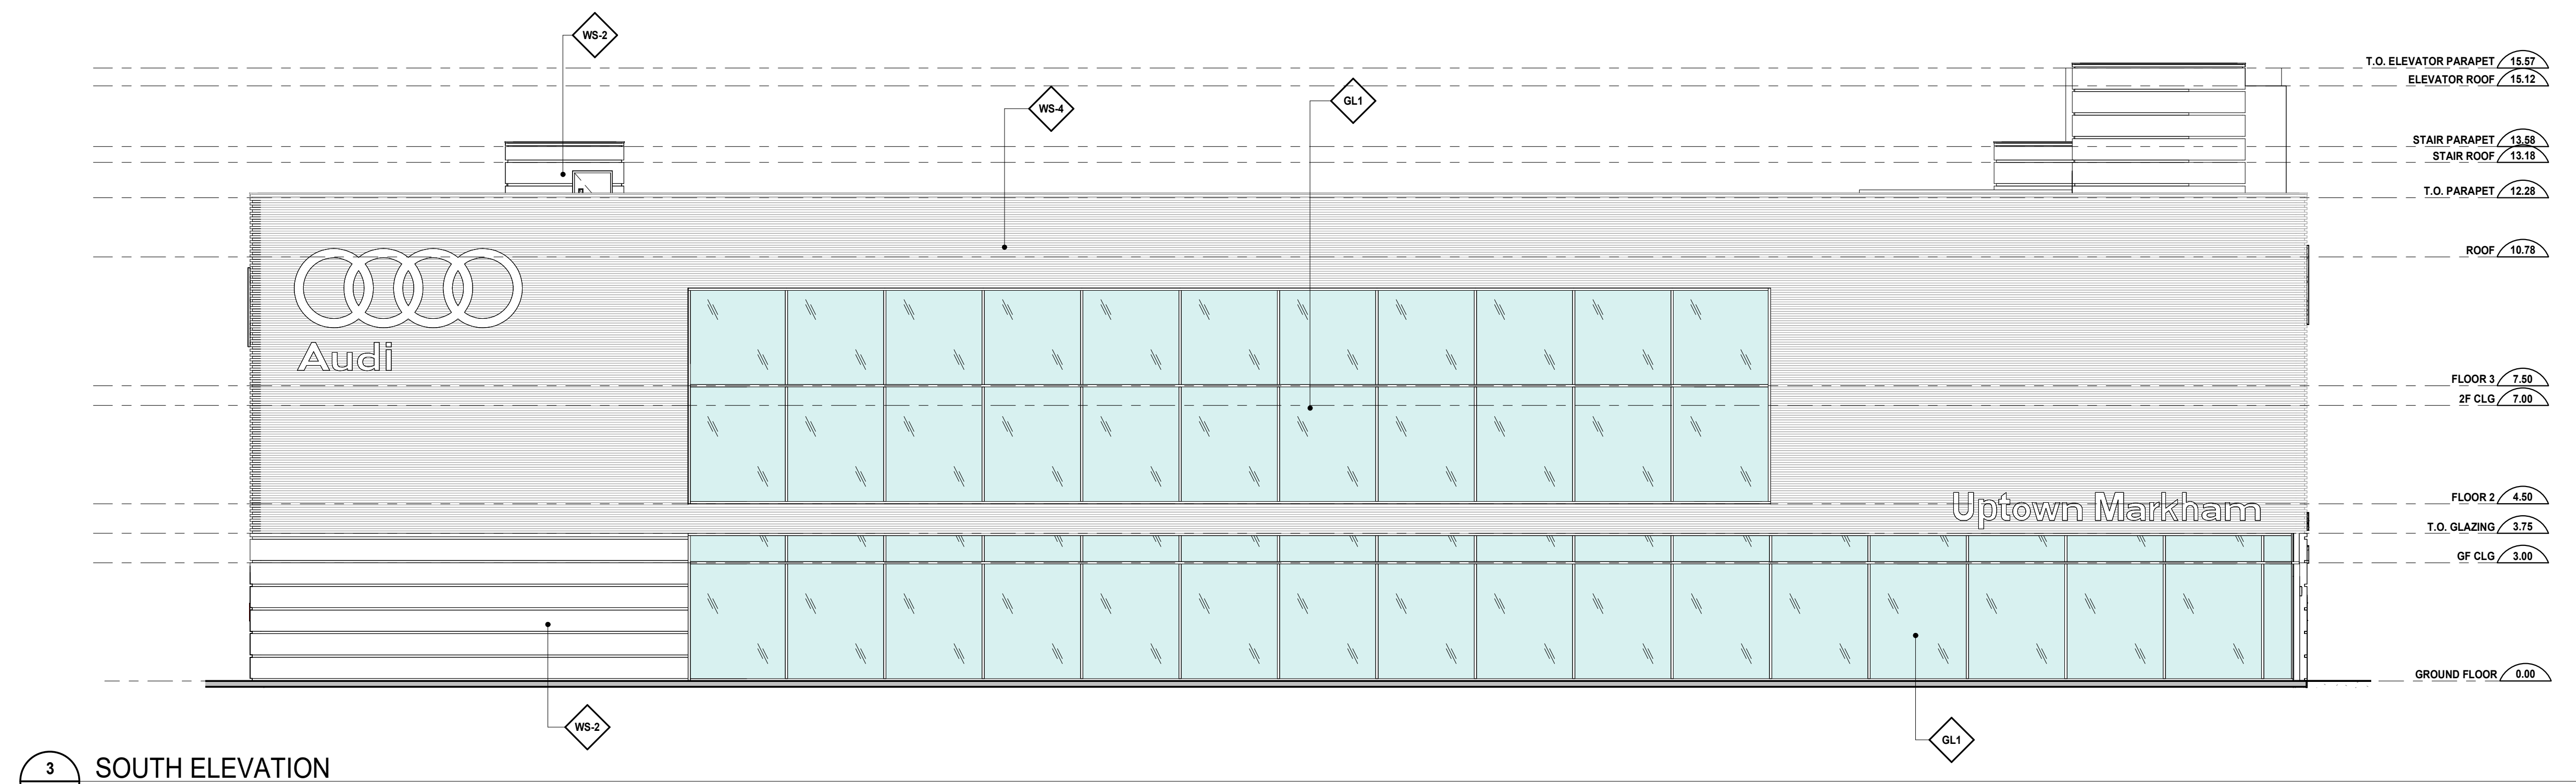 WS-2
WS-4
GL1
T.O. ELEVATOR PARAPET 15.57
ELEVATOR ROOF 15.12
STAIR PARAPET 13.58
STAIR ROOF 13.18
T.O. PARAPET 12.28
ROOF 10.78
Audi
FLOOR 3 7.50
2F CLG 7.00
FLOOR 2 4.50
Uptown Markham
T.O. GLAZING 3.75
GF CLG 3.00
GROUND FLOOR 0.00
WS-2
GL1
3 SOUTH ELEVATION